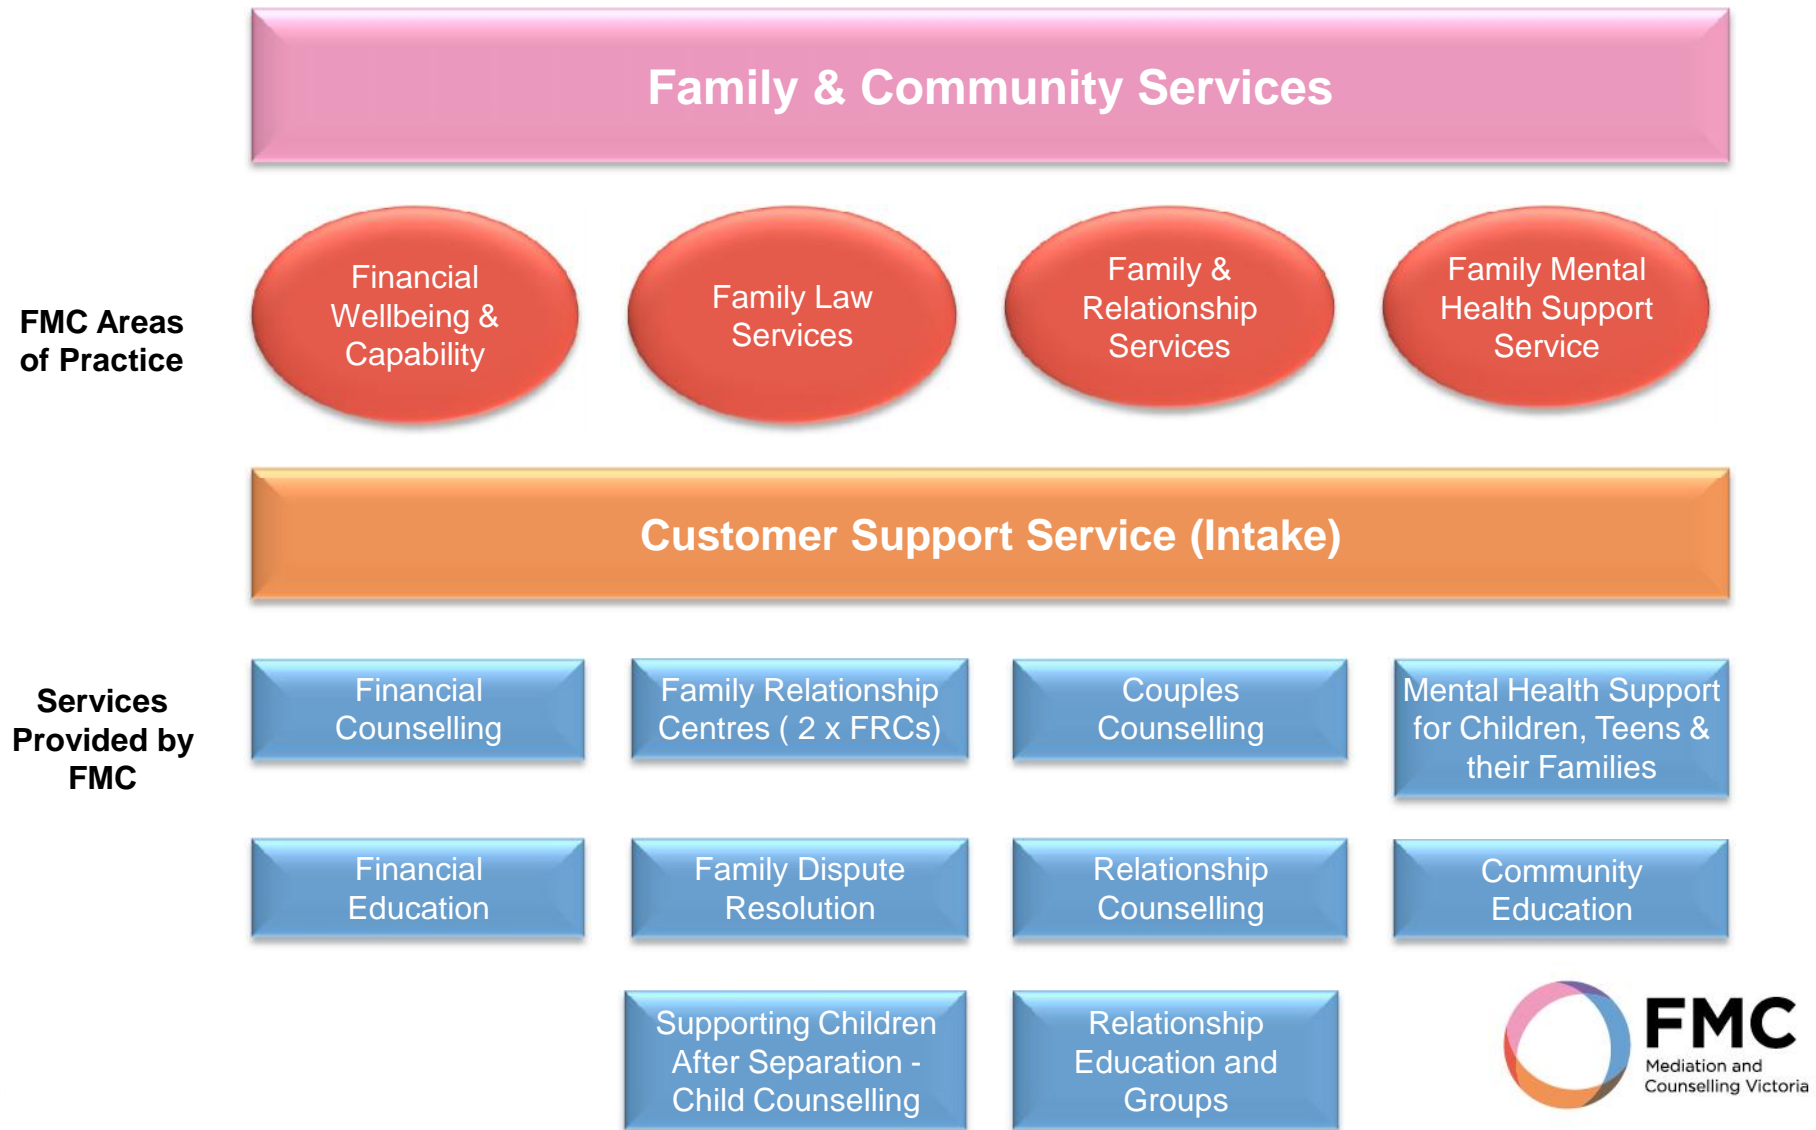 Family & Community Services
FMC Areas
of Practice
Financial
Wellbeing &
Capability
Family Law
Services
Family &
Relationship
Services
Family Mental
Health Support
Service
Customer Support Service (Intake)
Services
Provided by
FMC
Financial
Counselling
Family Relationship
Centres ( 2 x FRCs)
Couples
Counselling
Mental Health Support
for Children, Teens &
their Families
Financial
Education
Family Dispute
Resolution
Relationship
Counselling
Community
Education
Supporting Children
After Separation -
Child Counselling
Relationship
Education and
Groups
FMC
Mediation and
Counselling Victoria